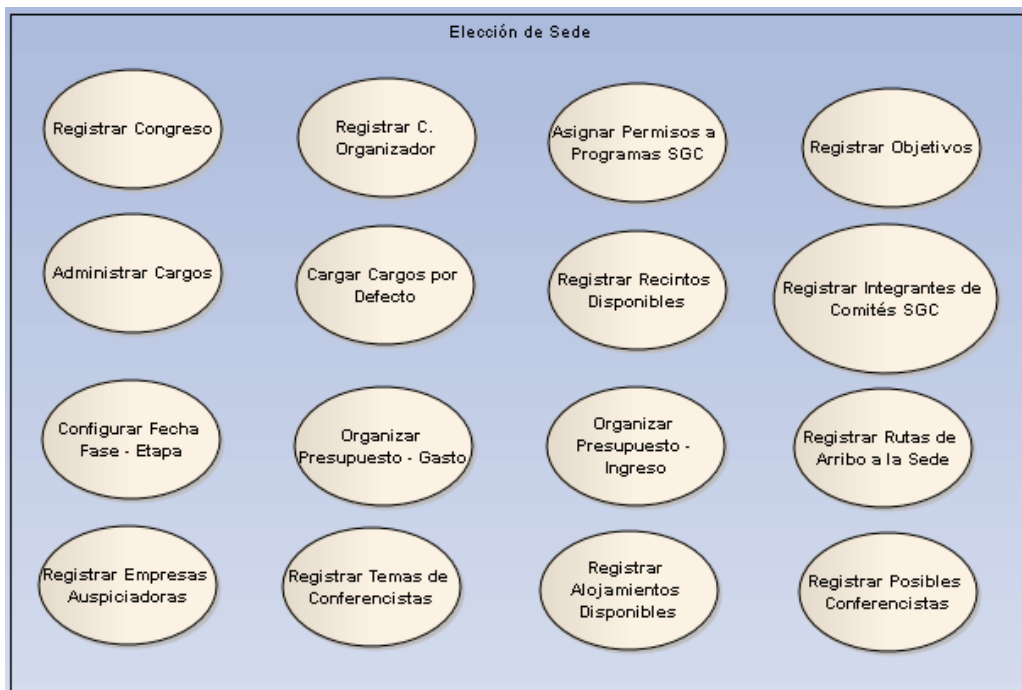 Elección de Sede
Registrar Congreso
Registrar C.
Organizador
Asignar Permisos a
Programas SGC
Registrar Objetivos
Administrar Cargos
Cargar Cargos por
Defecto
Registrar Recintos
Disponibles
Registrar Integrantes de
Comités SGC
Configurar Fecha
Fase - Etapa
Organizar
Presupuesto - Gasto
Organizar
Presupuesto -
Ingreso
Registrar Rutas de
Arribo a la Sede
Registrar Empresas
Auspiciadoras
Registrar Temas de
Conferencistas
Registrar
Alojamientos
Disponibles
Registrar Posibles
Conferencistas